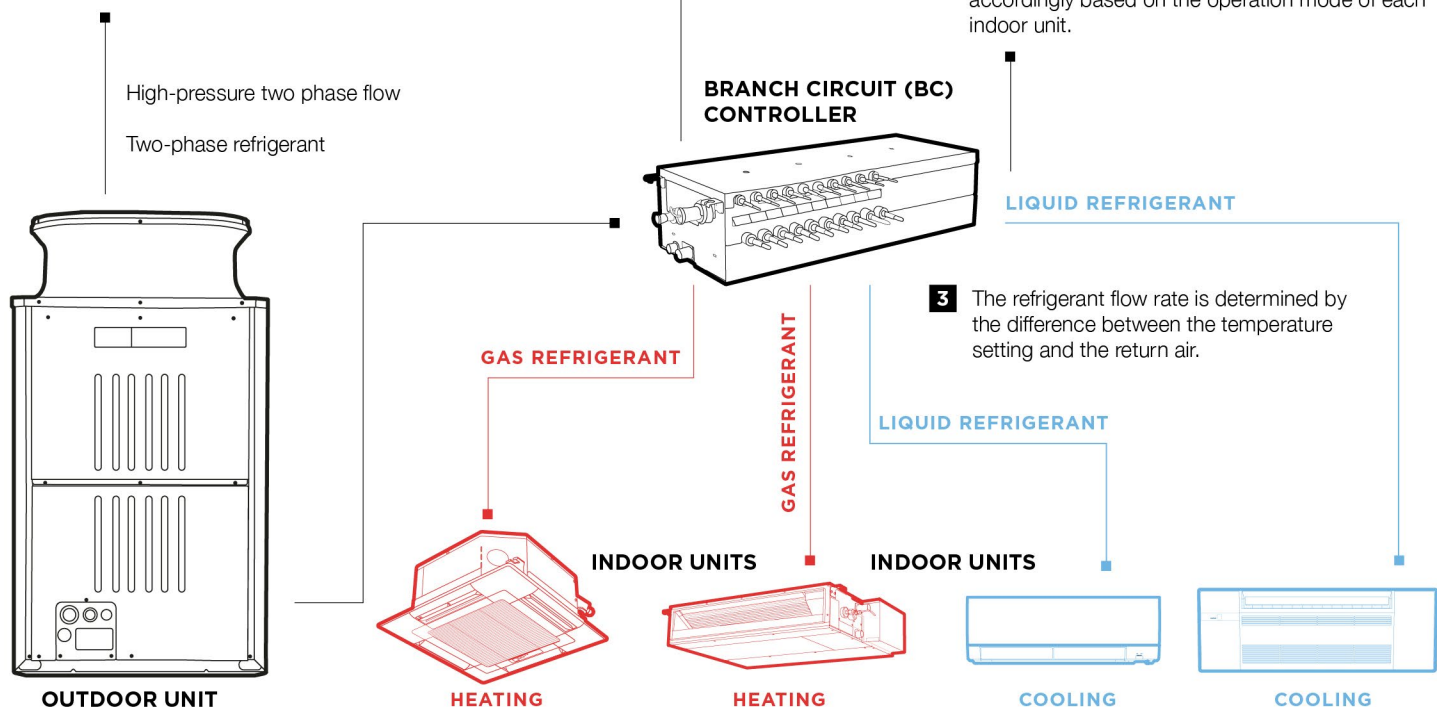 accordingly based on the operation mode of each
indoor unit.
High-pressure two phase flow
Two-phase refrigerant
BRANCH CIRCUIT (BC)
CONTROLLER
LIQUID REFRIGERANT
3 The refrigerant flow rate is determined by
the difference between the temperature
setting and the return air.
GAS REFRIGERANT
GAS REFRIGERANT
LIQUID REFRIGERANT
INDOOR UNITS
INDOOR UNITS
OUTDOOR UNIT
HEATING
HEATING
COOLING
COOLING